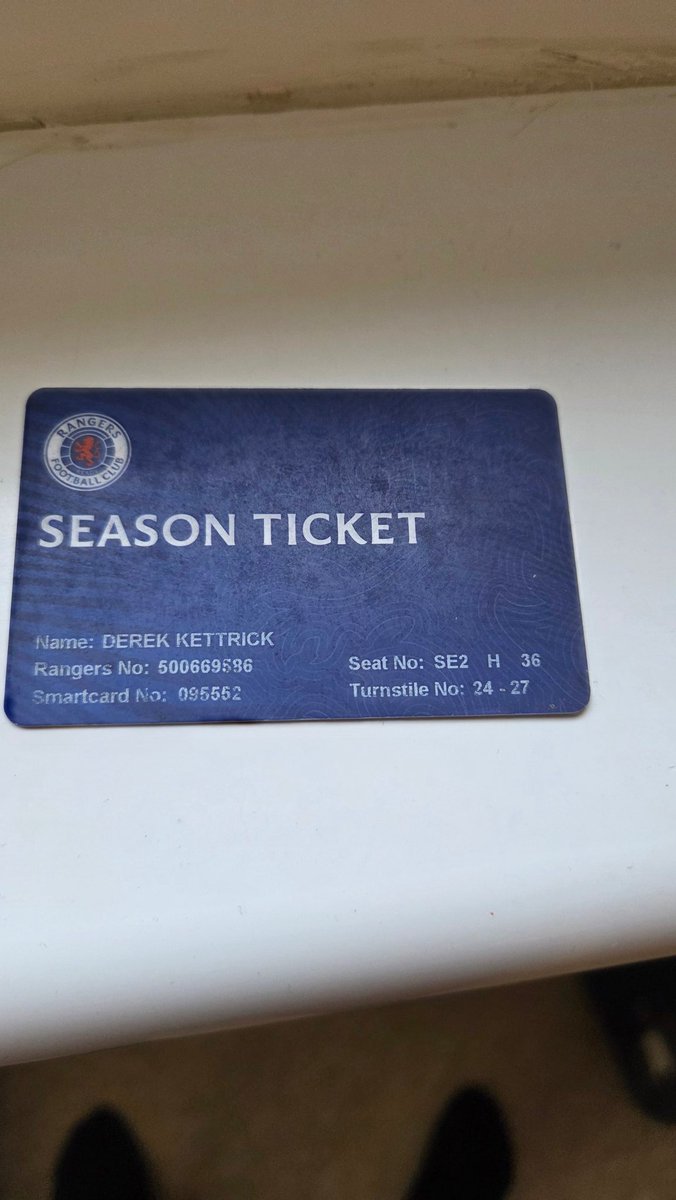 RANGERS
FOOTBALL CLUB
SEASON TICKET
Name: DEREK KETTRICK
Rangers No: 500669586
Seat No: SE2 H 36
Smartcard No: 095552
Turnstile No: 24 - 27